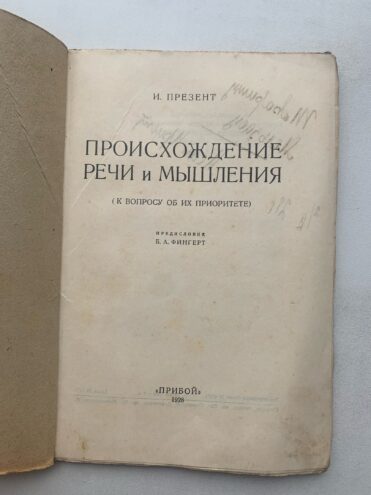 И. ПРЕЗЕНТ
ПРОИСХОЖДЕНИЕ
РЕЧИ и МЫШЛЕНИЯ
(К ВОПРОСУ ОБ ИХ ПРИОРИТЕТЕ)
ПРЕДИСЛОВИЕ
Б. А. ФИНГЕРТ
„ПРИБОЙ"
1928